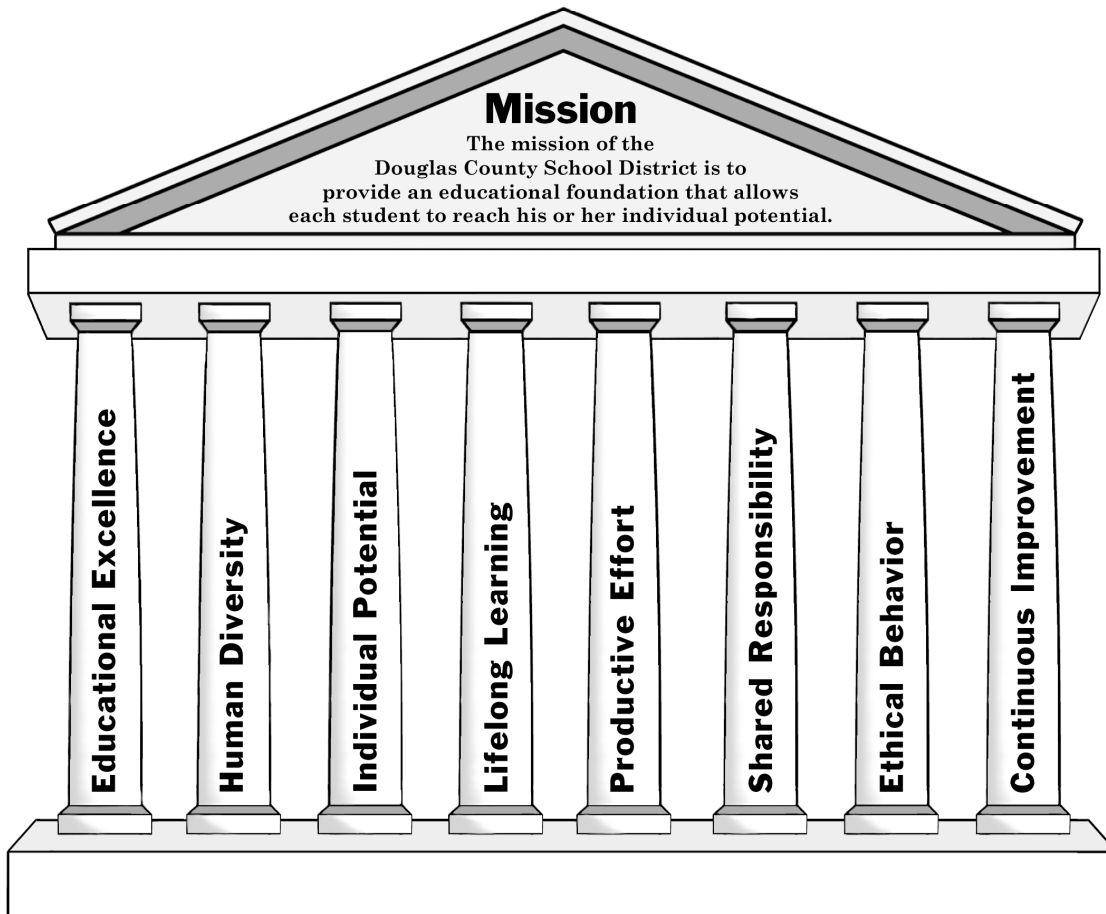 Mission
The mission of the
Douglas County School District is to
provide an educational foundation that allows
each student to reach his or her individual potential.
Educational Excellence
Human Diversity
Individual Potential
Lifelong Learning
Productive Effort
Shared Responsibility
Ethical Behavior
Continuous Improvement